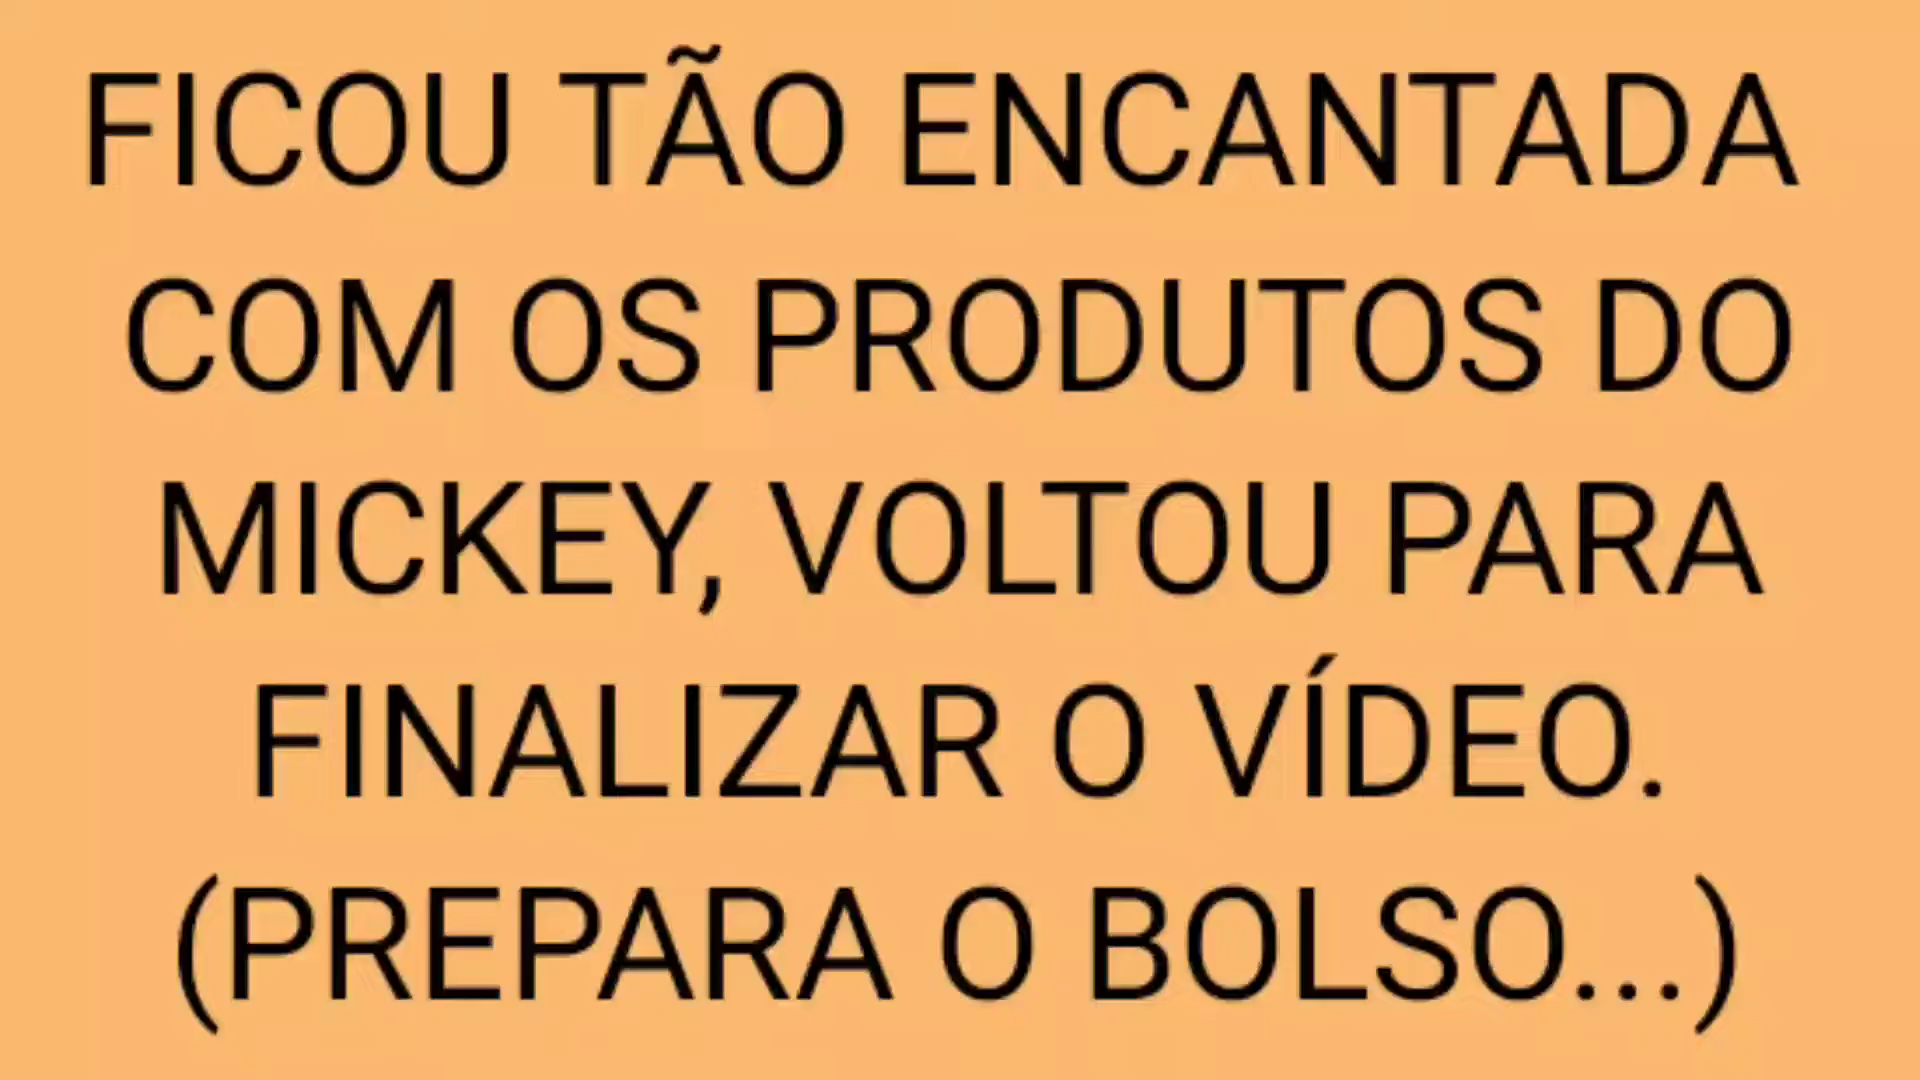 FICOU TÃO ENCANTADA
COM OS PRODUTOS DO
MICKEY, VOLTOU PARA
FINALIZAR O VÍDEO.
(PREPARA O BOLSO...)